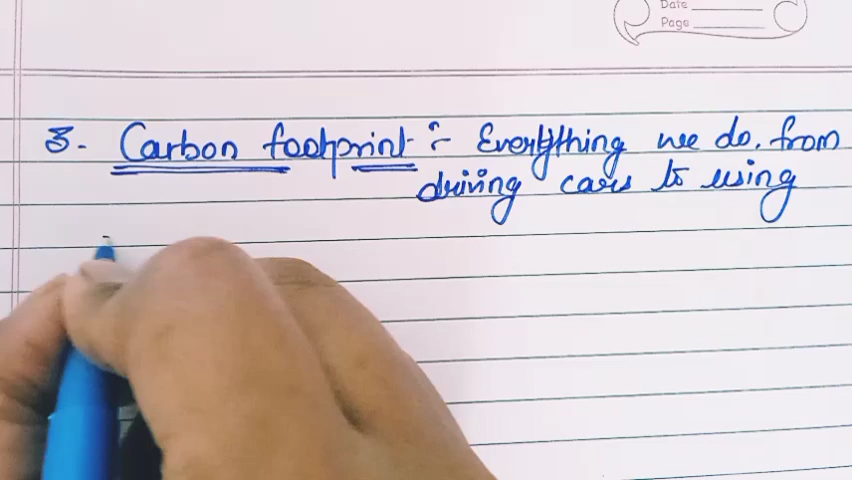 Date
Page
3. Carbon footprint :- Everything we do, from
driving cars to using